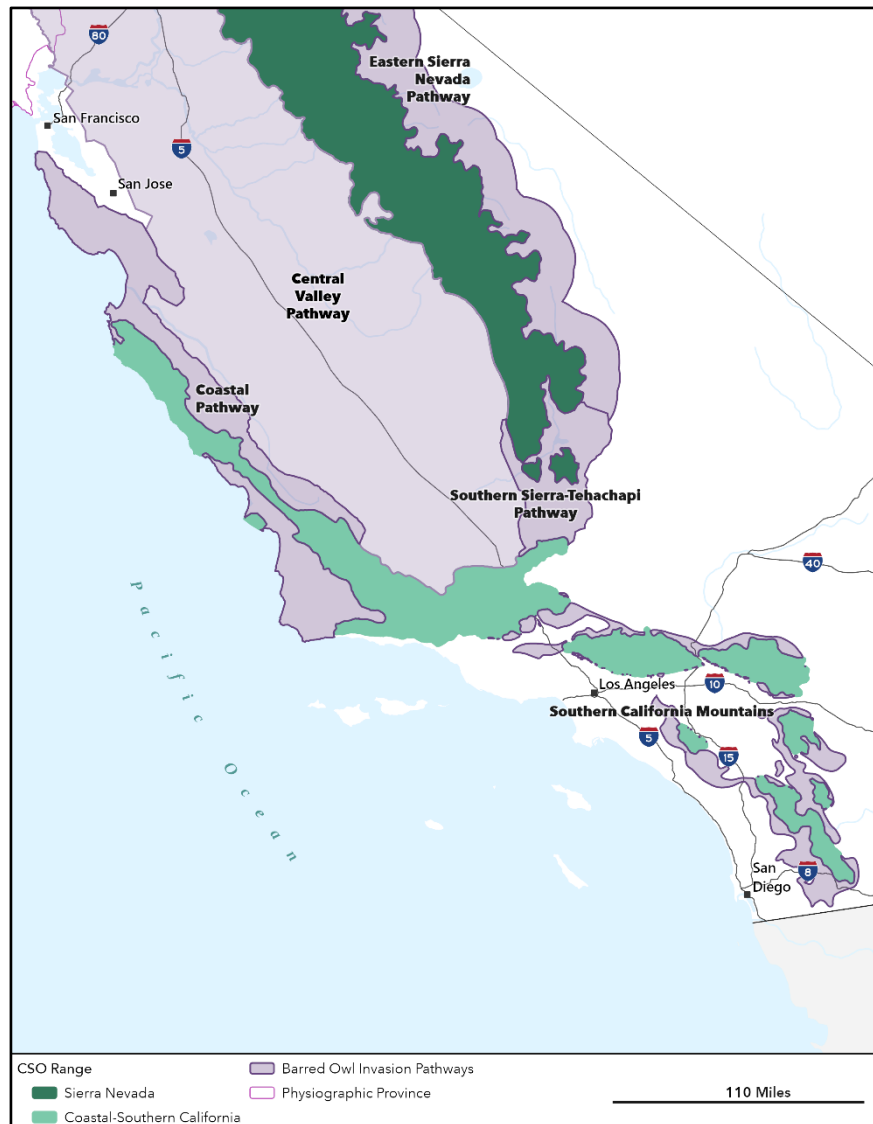 80
Eastern Sierra
Nevada
Pathway
San Francisco
5
San Jose
Central
Valley
Pathway
Coastal
Pathway
Southern Sierra-Tehachapi
Pathway
40
Pacific Ocean
Los Angeles
10
Southern California Mountains
5
15
San
Diego
8
CSO Range
Sierra Nevada
Coastal-Southern California
Barred Owl Invasion Pathways
Physiographic Province
110 Miles